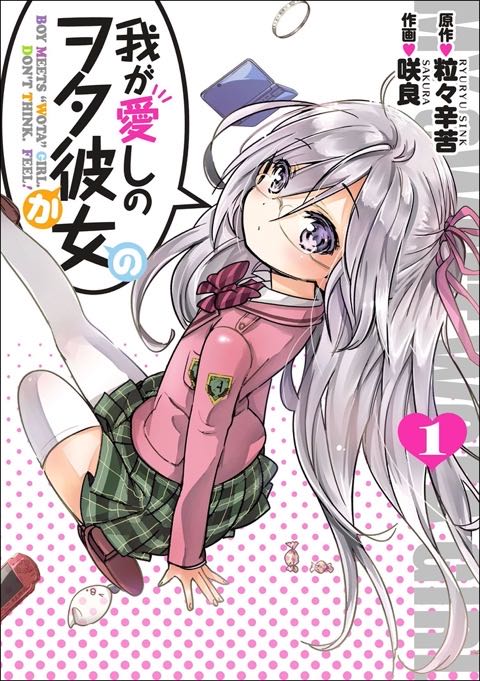 我が愛しの
ヲタ彼女の
か
BOY MEETS "WOTA" GIRL.
DON'T THINK. FEEL!
原作♥粒々辛苦
RYURYU SINK
作画♥咲良
SAKURA
1